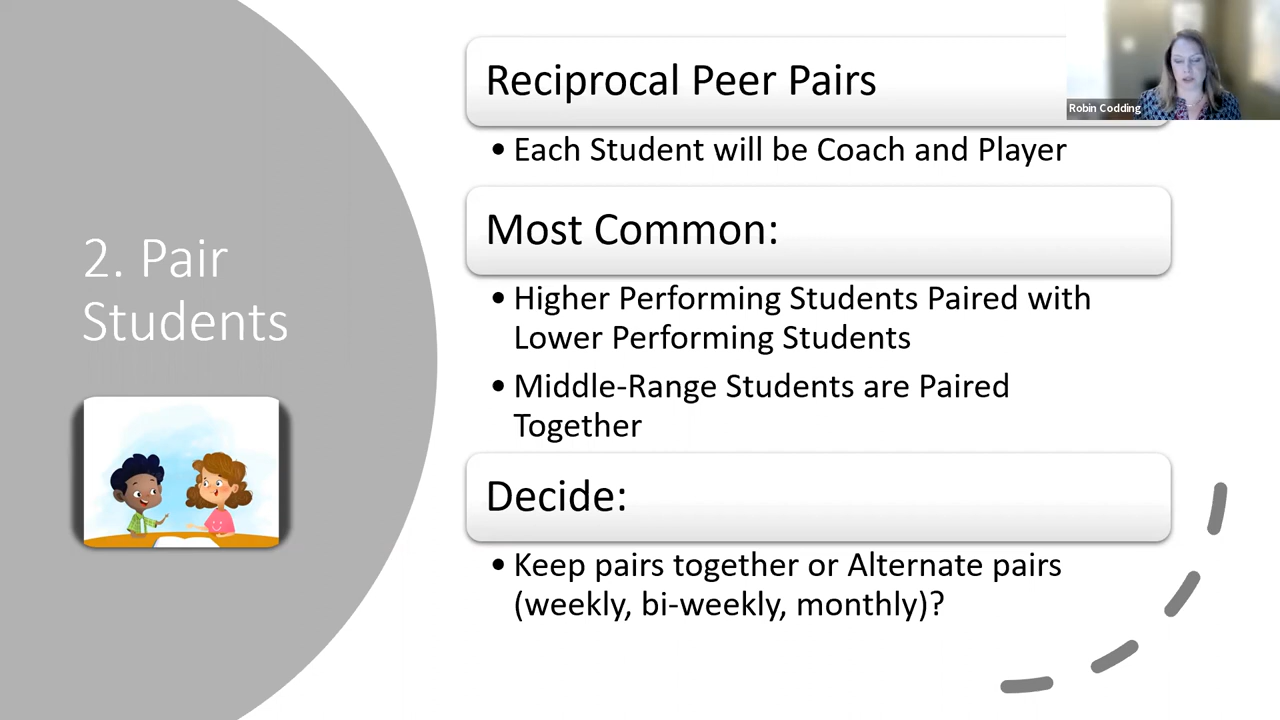 2. Pair
Students
Reciprocal Peer Pairs
• Each Student will be Coach and Player
Most Common:
• Higher Performing Students Paired with
Lower Performing Students
• Middle-Range Students are Paired
Together
Decide:
• Keep pairs together or Alternate pairs
(weekly, bi-weekly, monthly)?
Robin Codding